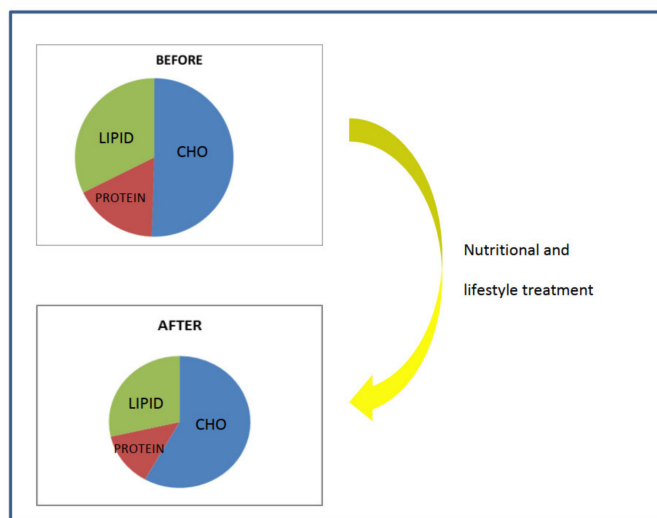 BEFORE
LIPID
CHO
PROTEIN
Nutritional and
lifestyle treatment
AFTER
LIPID
CHO
PROTEIN